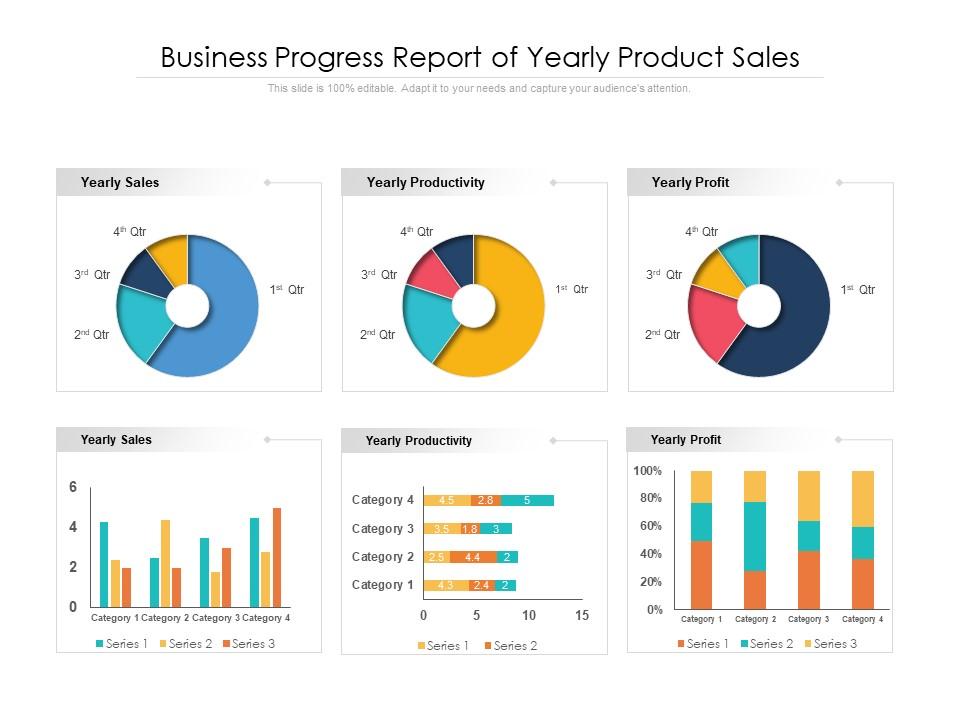 Business Progress Report of Yearly Product Sales
This slide is 100% editable. Adapt it to your needs and capture your audience's attention.
Yearly Sales
4th Qtr
3rd Qtr
1st Qtr
2nd Qtr
Yearly Productivity
4th Qtr
3rd Qtr
1st Qtr
2nd Qtr
Yearly Profit
4th Qtr
3rd Qtr
1st Qtr
2nd Qtr
Yearly Sales
6
4
2
0
Category 1 Category 2 Category 3 Category 4
Series 1 Series 2 Series 3
Yearly Productivity
Category 4 4.5 2.8 5
Category 3 3.5 1.8 3
Category 2 2.5 4.4 2
Category 1 4.3 2.4 2
0 5 10 15
Series 1 Series 2
Yearly Profit
100%
80%
60%
40%
20%
0%
Category 1 Category 2 Category 3 Category 4
Series 1 Series 2 Series 3